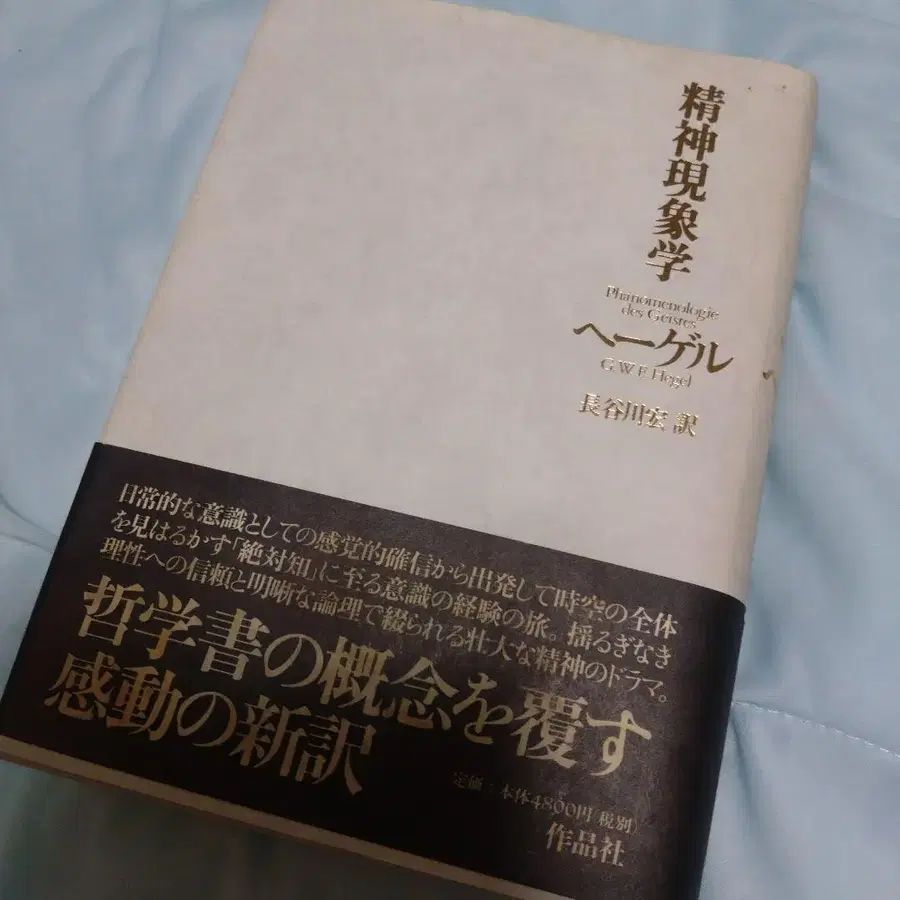 精神現象学
Phänomenologie
des Geistes
ヘーゲル
G.W.F. Hegel
長谷川宏 訳
日常的な意識としての感覚的確信から出発して時空の全体
を見はるかす「絶対知」に至る意識の経験の旅。揺るぎなき
理性への信頼と明晰な論理で綴られる壮大な精神のドラマ。
哲学書の概念を覆す
感動の新訳
定価:本体4800円(税別)
作品社